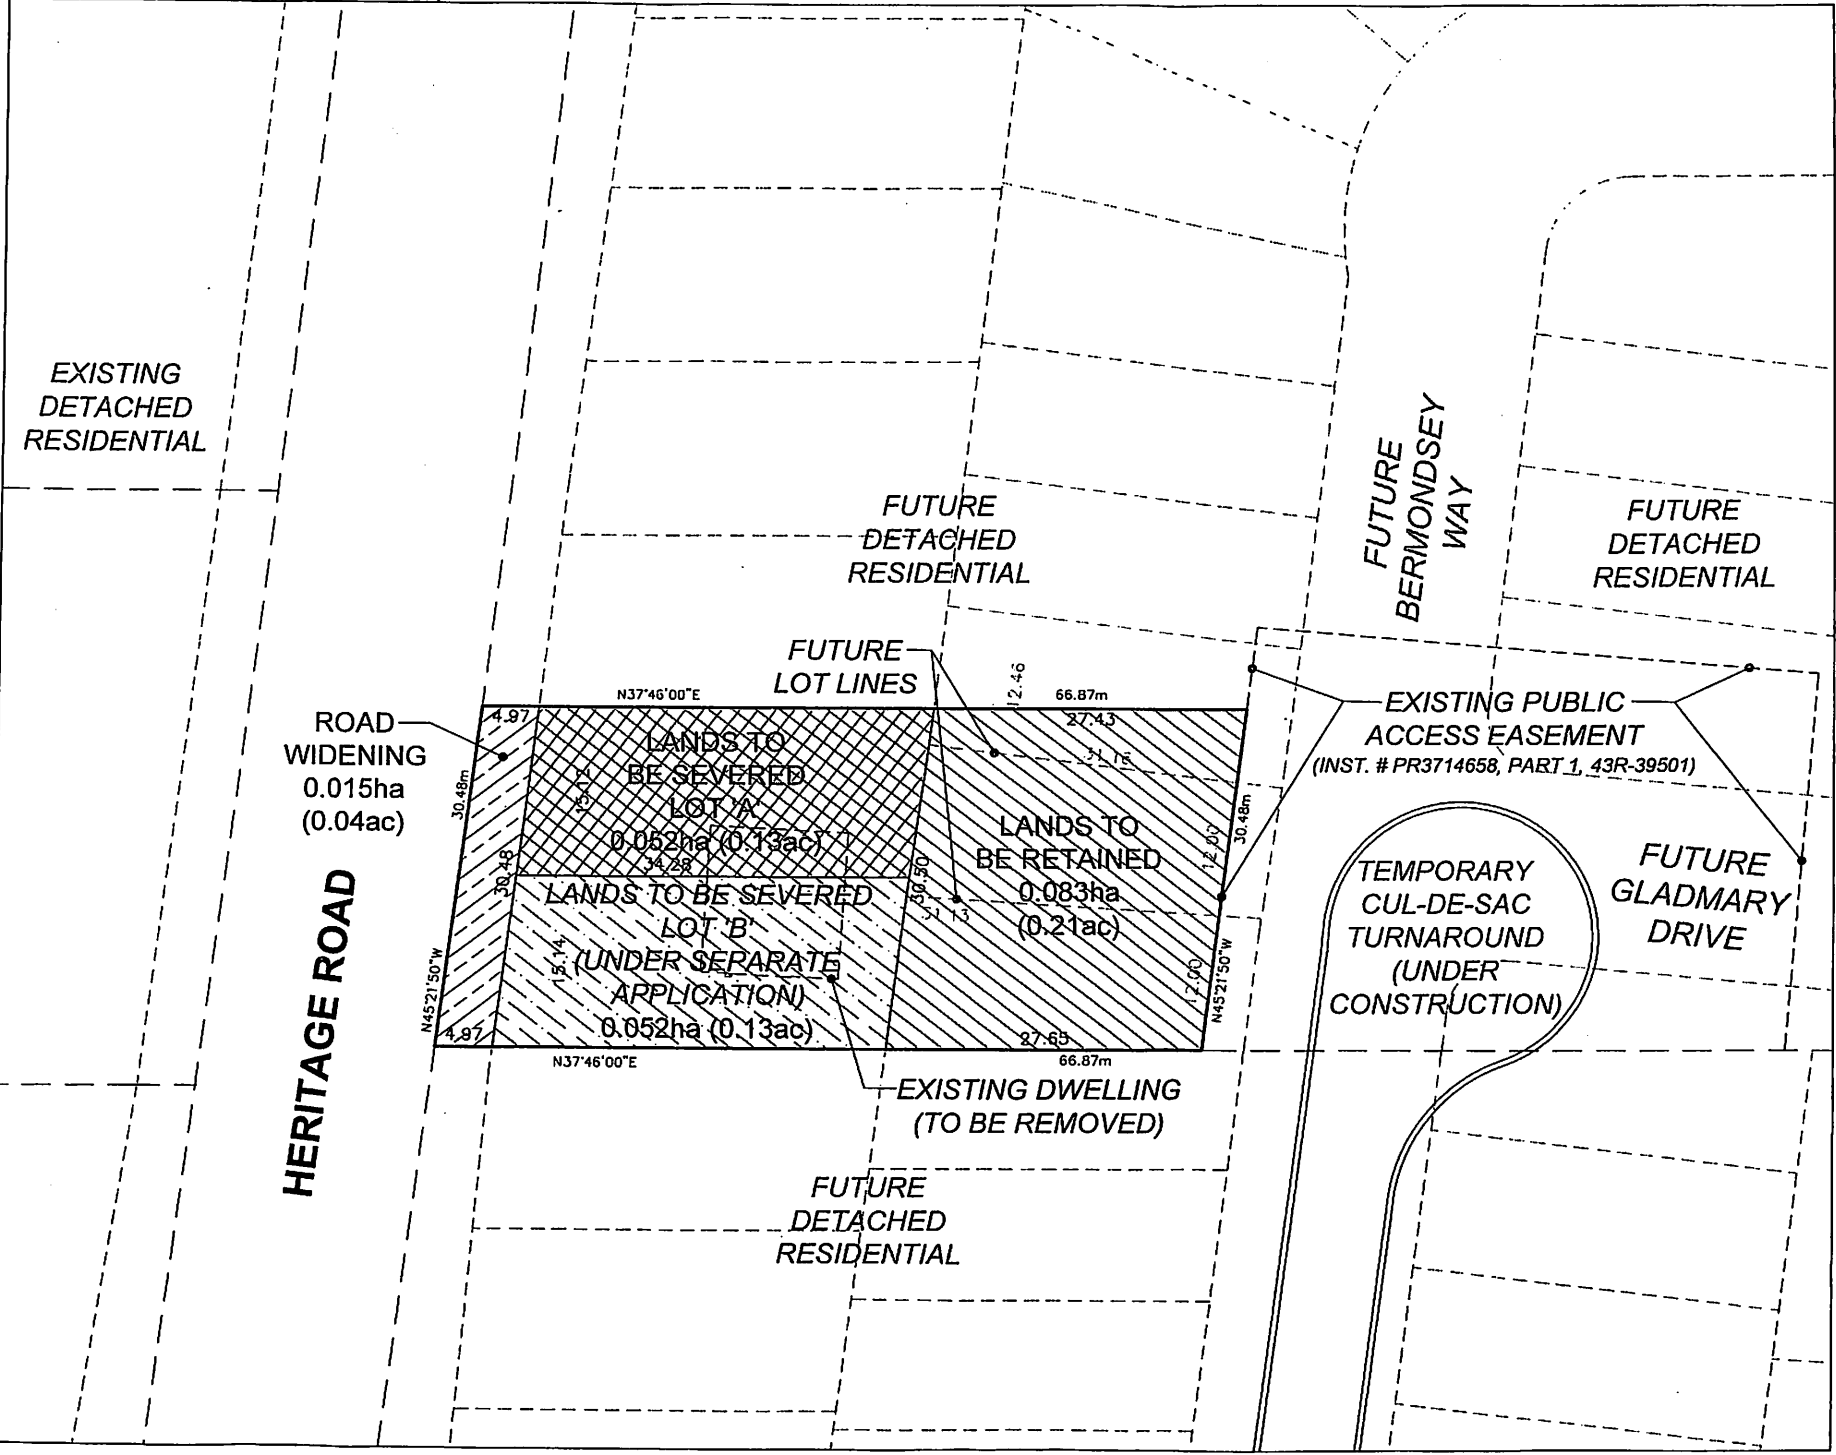 EXISTING
DETACHED
RESIDENTIAL
FUTURE
BERMONDSEY
WAY
FUTURE
DETACHED
RESIDENTIAL
FUTURE
DETACHED
RESIDENTIAL
FUTURE
LOT LINES
12.46
N37°46'00"E
66.87m
EXISTING PUBLIC
ACCESS EASEMENT
(INST. # PR3714658, PART 1, 43R-39501)
ROAD
WIDENING
0.015ha
(0.04ac)
4.97
27.43
LANDS TO
BE SEVERED
LOT 'A'
0.052ha (0.13ac)
15.12
34.28
30.48m
30.48
30.50
LANDS TO
BE RETAINED
0.083ha
(0.21ac)
12.00
30.48m
LANDS TO BE SEVERED
LOT 'B'
(UNDER SEPARATE
APPLICATION)
0.052ha (0.13ac)
15.14
12.00
N45°21'50"W
N45°21'50"W
4.97
27.65
N37°46'00"E
66.87m
TEMPORARY
CUL-DE-SAC
TURNAROUND
(UNDER
CONSTRUCTION)
FUTURE
GLADMARY
DRIVE
HERITAGE ROAD
EXISTING DWELLING
(TO BE REMOVED)
FUTURE
DETACHED
RESIDENTIAL